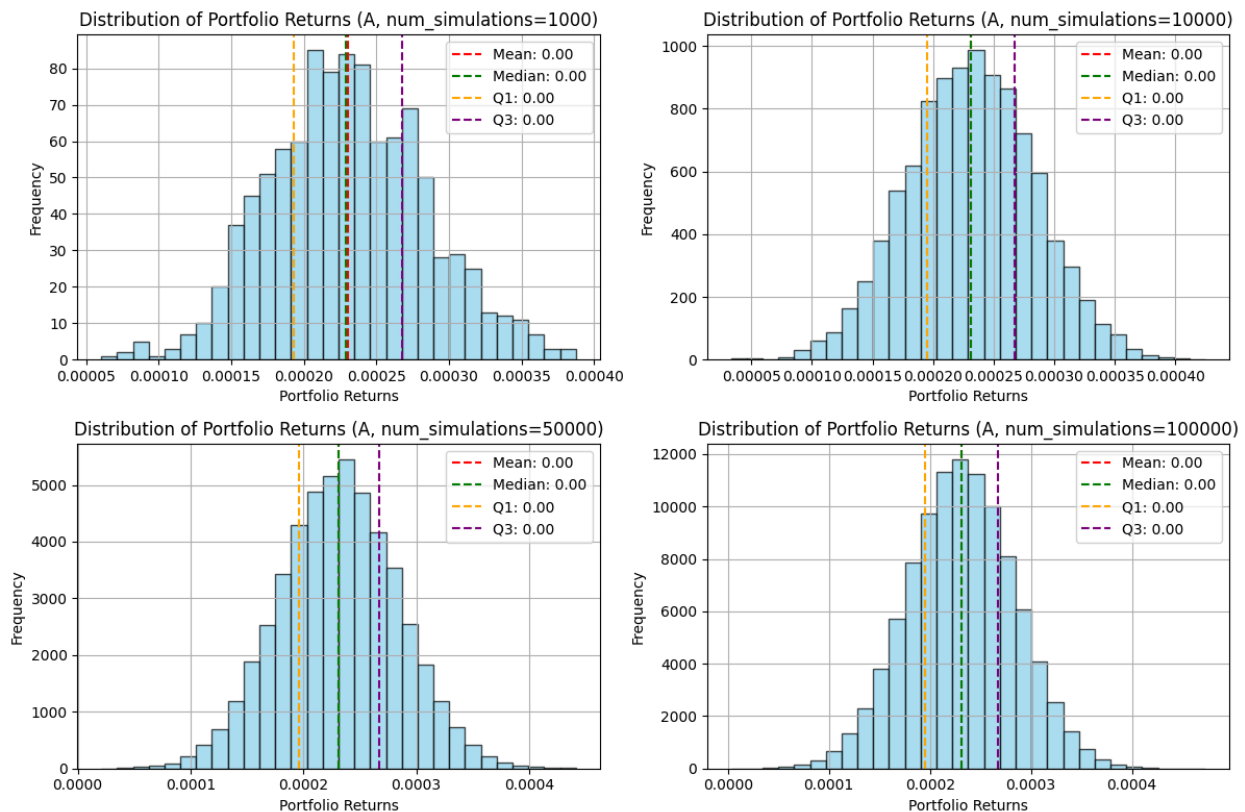 Distribution of Portfolio Returns (A, num_simulations=1000)
Mean: 0.00
Median: 0.00
Q1: 0.00
Q3: 0.00
80
70
60
50
40
30
20
10
0
Frequency
0.00005 0.00010 0.00015 0.00020 0.00025 0.00030 0.00035 0.00040
Portfolio Returns
Distribution of Portfolio Returns (A, num_simulations=10000)
Mean: 0.00
Median: 0.00
Q1: 0.00
Q3: 0.00
1000
800
600
400
200
0
Frequency
0.00005 0.00010 0.00015 0.00020 0.00025 0.00030 0.00035 0.00040
Portfolio Returns
Distribution of Portfolio Returns (A, num_simulations=50000)
Mean: 0.00
Median: 0.00
Q1: 0.00
Q3: 0.00
5000
4000
3000
2000
1000
0
Frequency
0.0000 0.0001 0.0002 0.0003 0.0004
Portfolio Returns
Distribution of Portfolio Returns (A, num_simulations=100000)
Mean: 0.00
Median: 0.00
Q1: 0.00
Q3: 0.00
12000
10000
8000
6000
4000
2000
0
Frequency
0.0000 0.0001 0.0002 0.0003 0.0004
Portfolio Returns